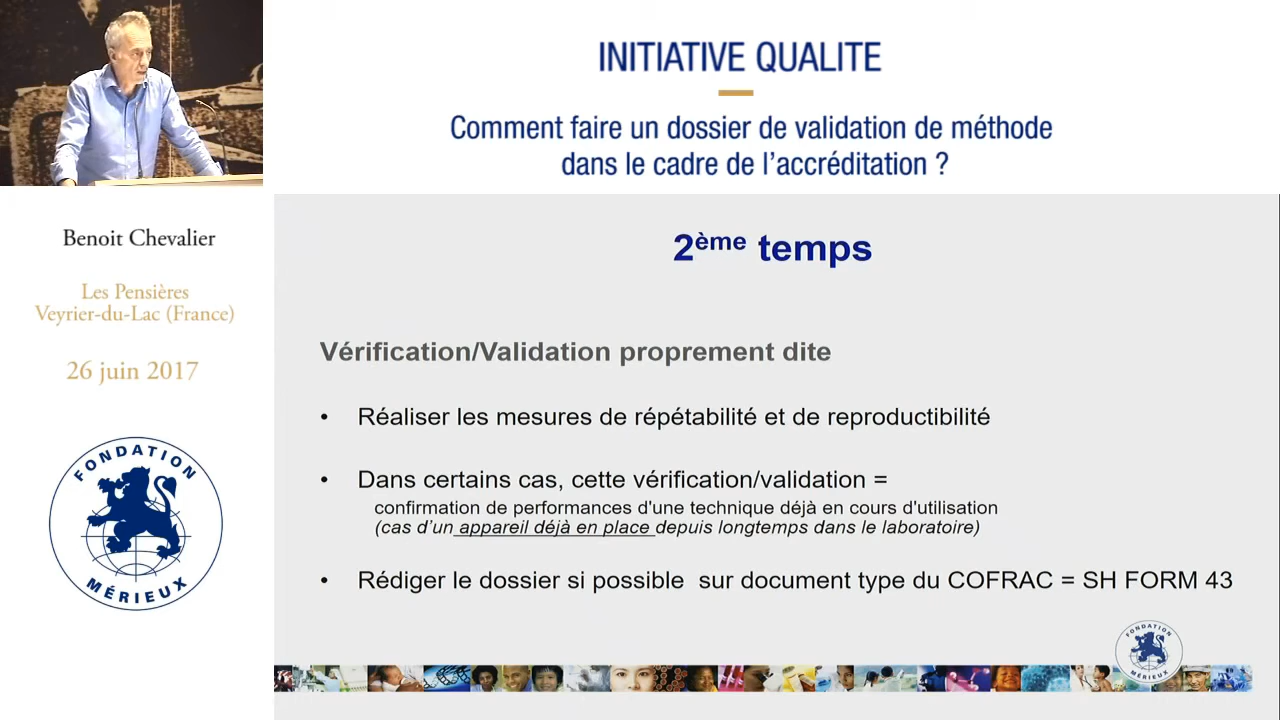 INITIATIVE QUALITE
Comment faire un dossier de validation de méthode
dans le cadre de l'accréditation ?
Benoit Chevalier
Les Pensières
Veyrier-du-Lac (France)
26 juin 2017
FONDATION
MÉRIEUX
2ème temps
Vérification/Validation proprement dite
• Réaliser les mesures de répétabilité et de reproductibilité
• Dans certains cas, cette vérification/validation =
confirmation de performances d'une technique déjà en cours d'utilisation
(cas d'un appareil déjà en place depuis longtemps dans le laboratoire)
• Rédiger le dossier si possible sur document type du COFRAC = SH FORM 43
FONDATION
MÉRIEUX